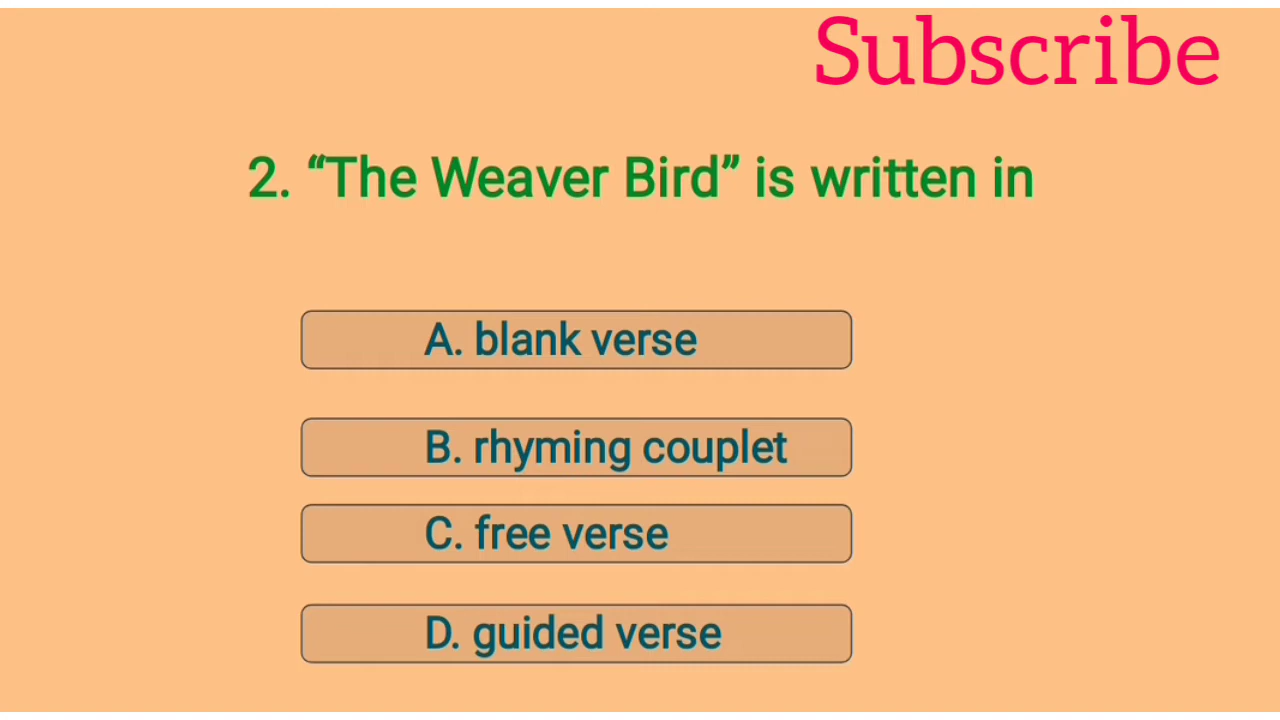 Subscribe
2. “The Weaver Bird” is written in
A. blank verse
B. rhyming couplet
C. free verse
D. guided verse